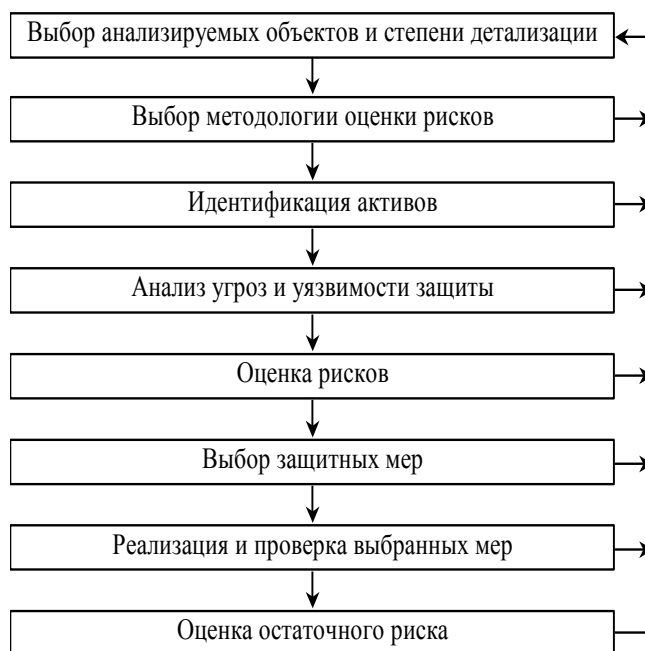 Выбор анализируемых объектов и степени детализации
Выбор методологии оценки рисков
Идентификация активов
Анализ угроз и уязвимости защиты
Оценка рисков
Выбор защитных мер
Реализация и проверка выбранных мер
Оценка остаточного риска